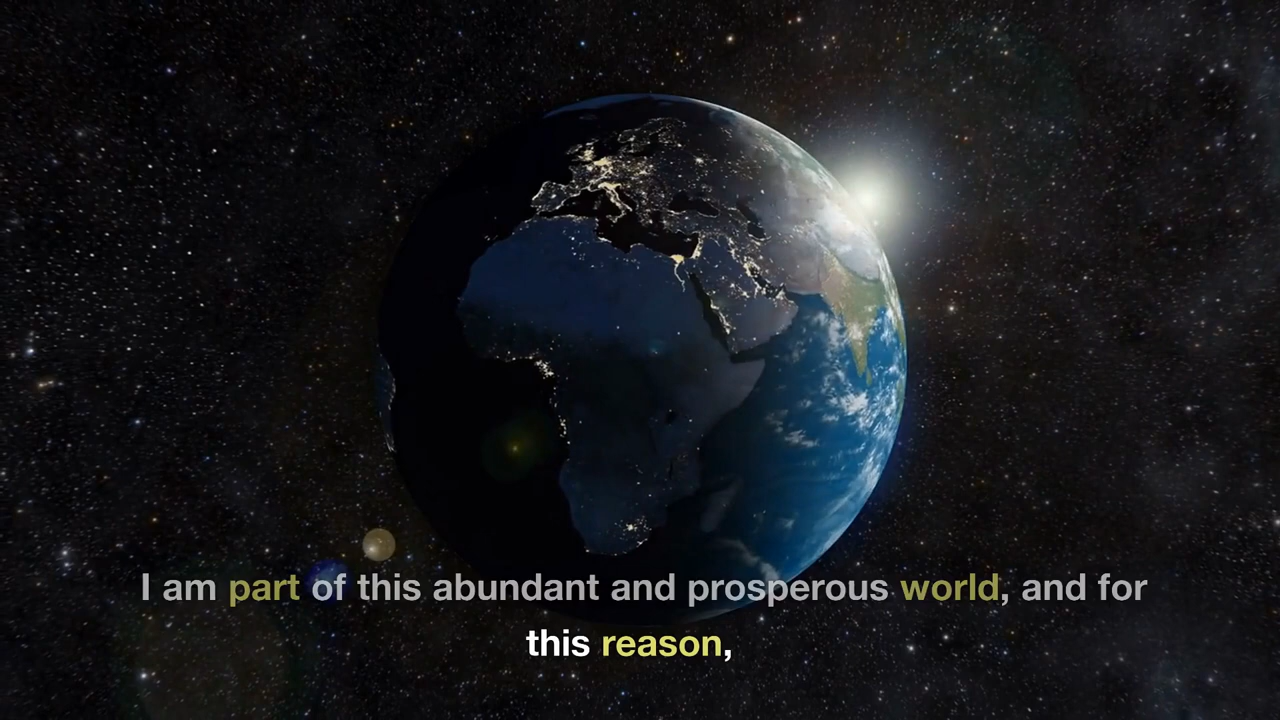 I am part of this abundant and prosperous world, and for
this reason,